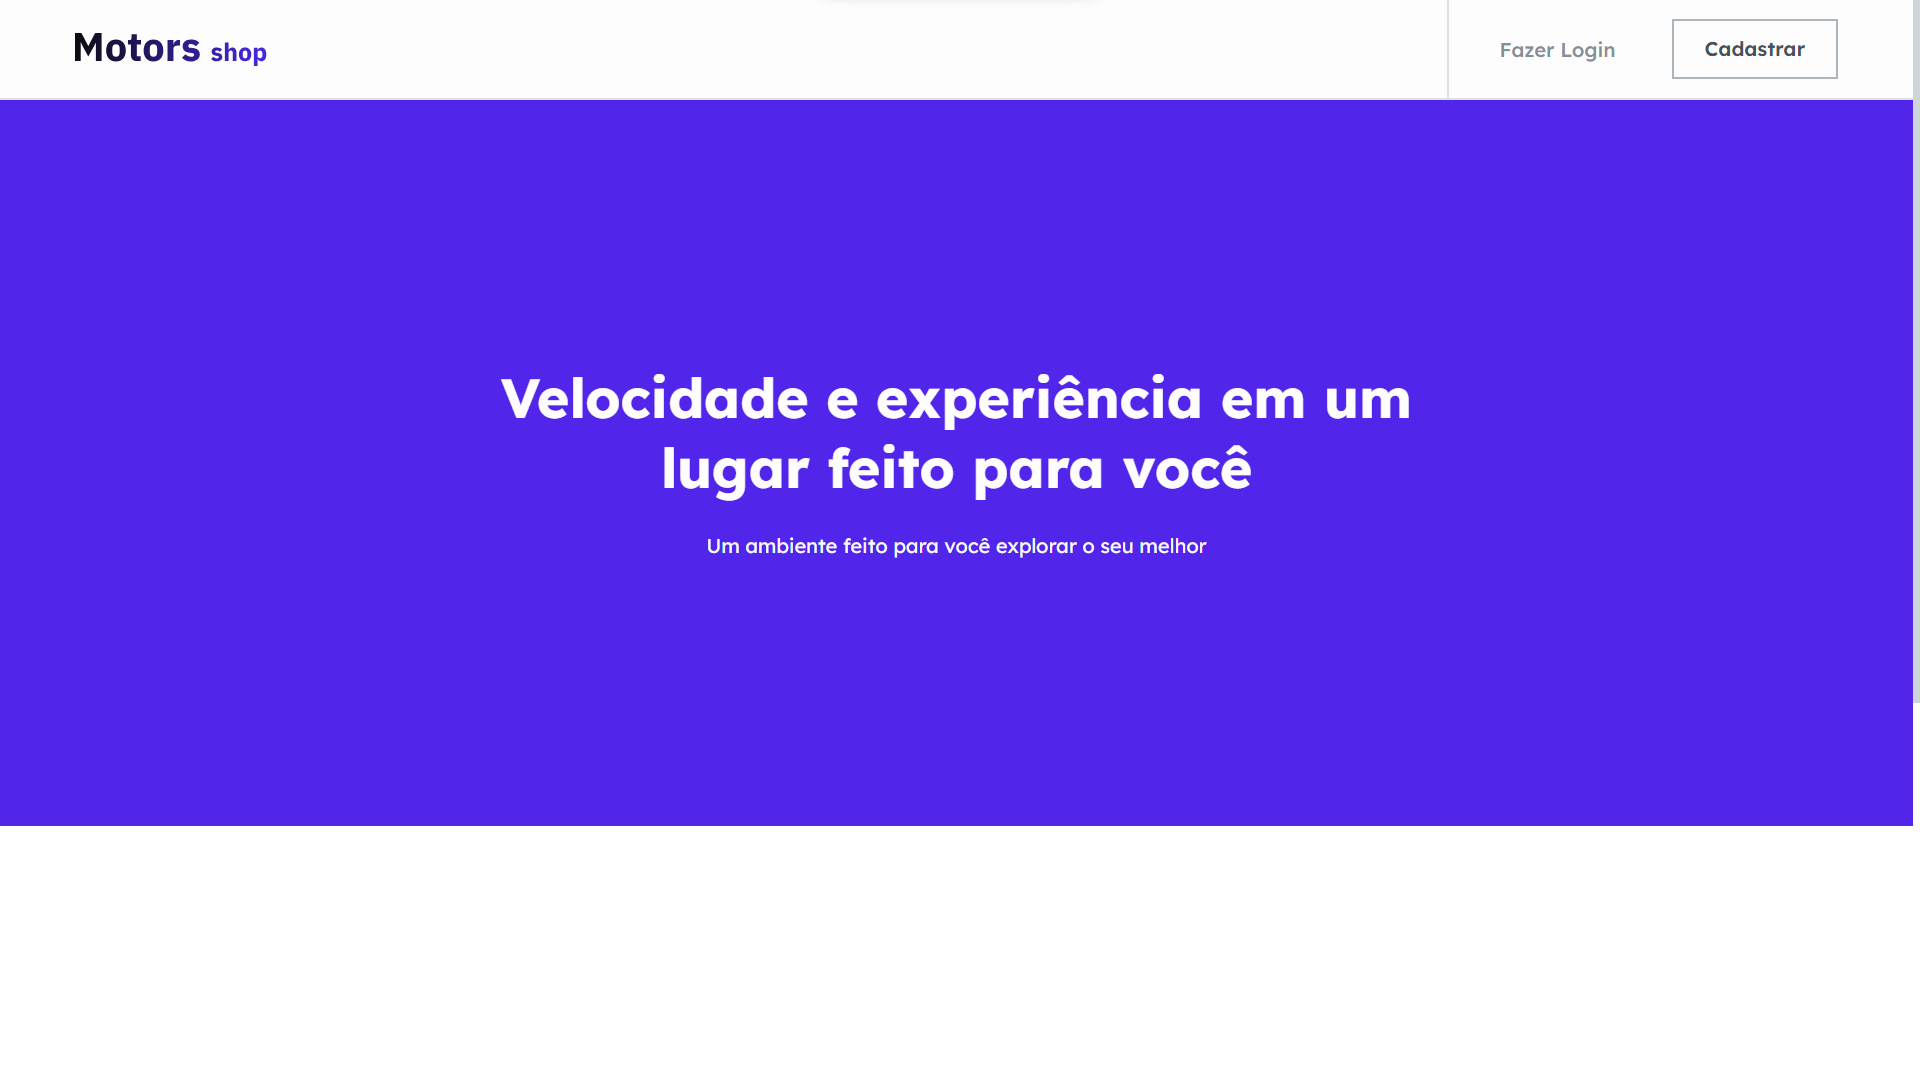 Motors shop
Fazer Login
Cadastrar
Velocidade e experiência em um
lugar feito para você
Um ambiente feito para você explorar o seu melhor